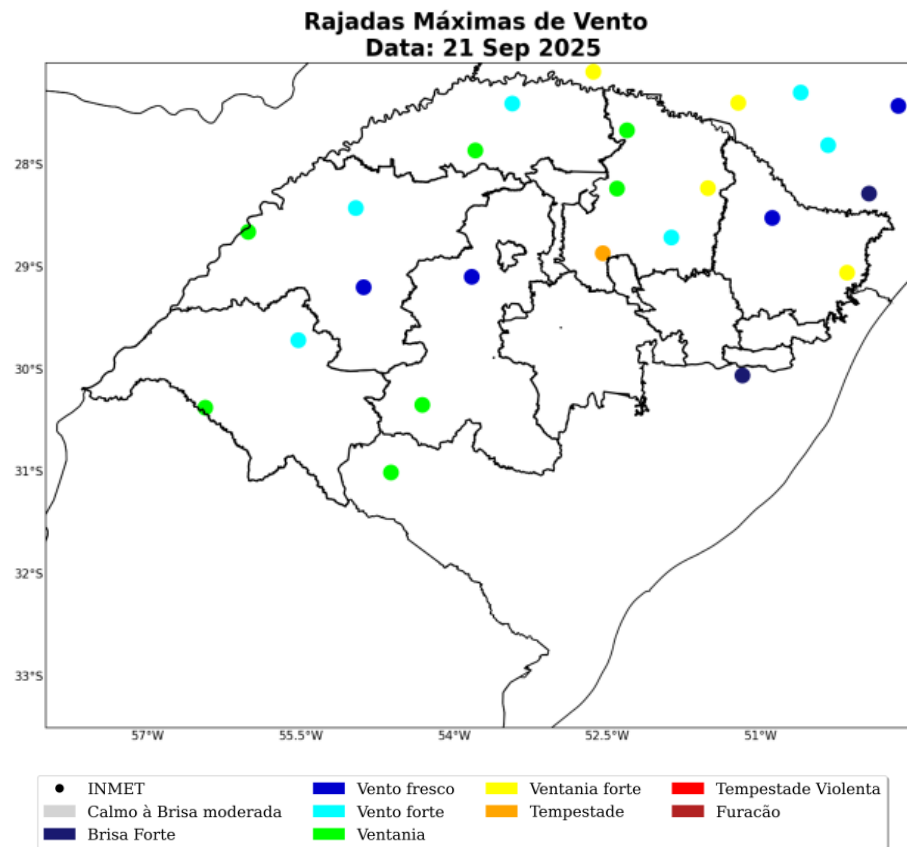 Rajadas Máximas de Vento
Data: 21 Sep 2025
28°S
29°S
30°S
31°S
32°S
33°S
57°W 55.5°W 54°W 52.5°W 51°W
INMET Vento fresco Ventania forte Tempestade Violenta
Calmo à Brisa moderada Vento forte Tempestade Furacão
Brisa Forte Ventania